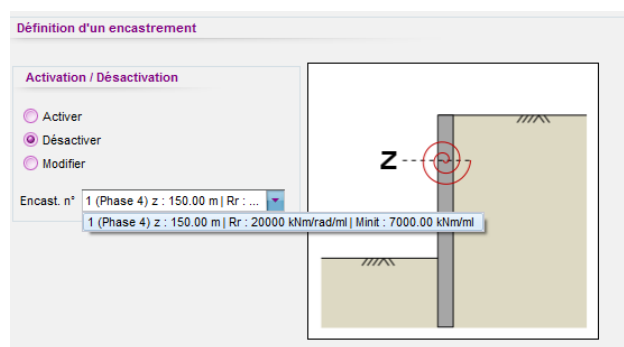 Définition d'un encastrement
Activation / Désactivation
Activer
Désactiver
Modifier
Encast. n° 1 (Phase 4) z : 150.00 m | Rr : ...
1 (Phase 4) z : 150.00 m | Rr : 20000 kNm/rad/ml | Minit : 7000.00 kNm/ml
Z